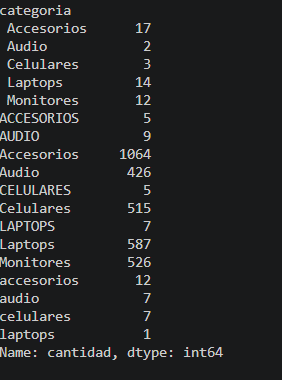 categoria
 Accesorios      17
 Audio            2
 Celulares        3
 Laptops         14
 Monitores       12
ACCESORIOS        5
AUDIO             9
Accesorios     1064
Audio           426
CELULARES         5
Celulares       515
LAPTOPS           7
Laptops         587
Monitores       526
accesorios       12
audio             7
celulares         7
laptops           1
Name: cantidad, dtype: int64